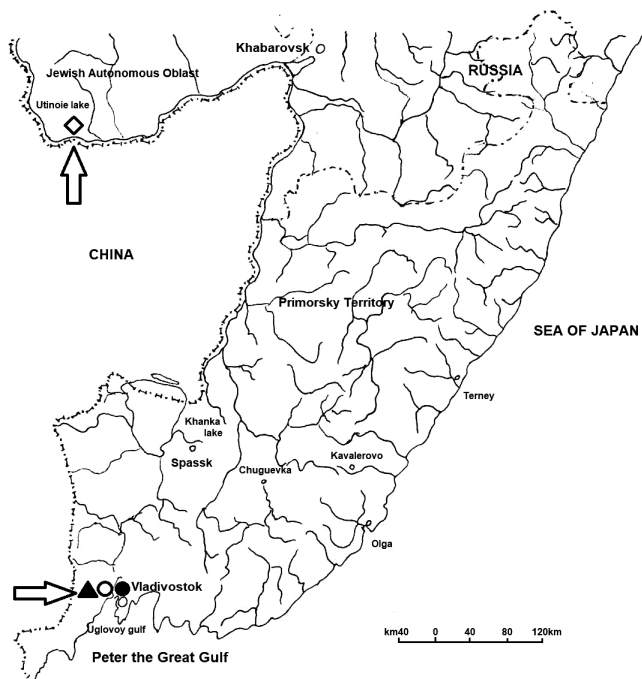 Khabarovsk
RUSSIA
Jewish Autonomous Oblast
Utinoie lake
CHINA
Primorsky Territory
SEA OF JAPAN
Terney
Khanka
lake
Spassk
Kavalerovo
Chuguevka
Olga
Vladivostok
Uglovoy gulf
Peter the Great Gulf
км40 0 40 80 120km